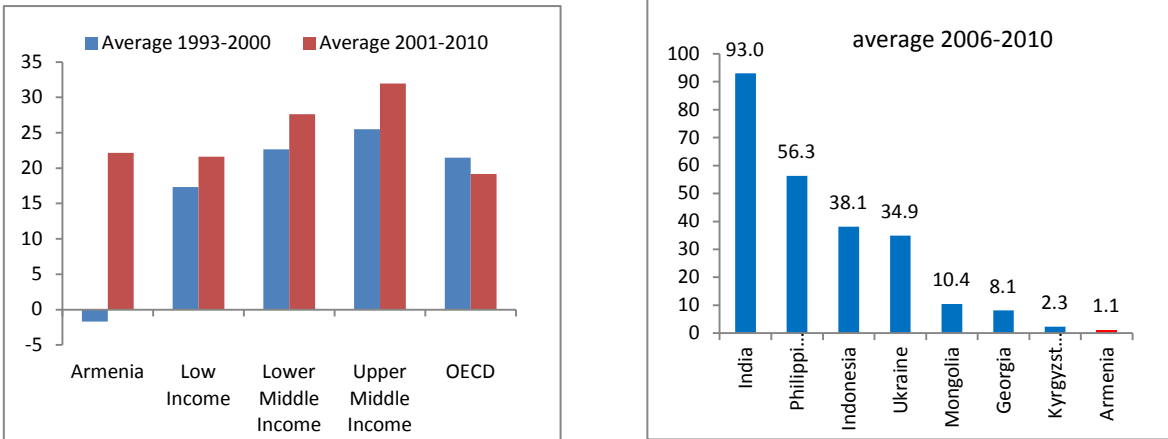 Average 1993-2000 Average 2001-2010
35
30
25
20
15
10
5
0
-5
Armenia
Low
Income
Lower
Middle
Income
Upper
Middle
Income
OECD
average 2006-2010
100
90
80
70
60
50
40
30
20
10
0
93.0
56.3
38.1
34.9
10.4
8.1
2.3
1.1
India
Philippi...
Indonesia
Ukraine
Mongolia
Georgia
Kyrgyzst...
Armenia